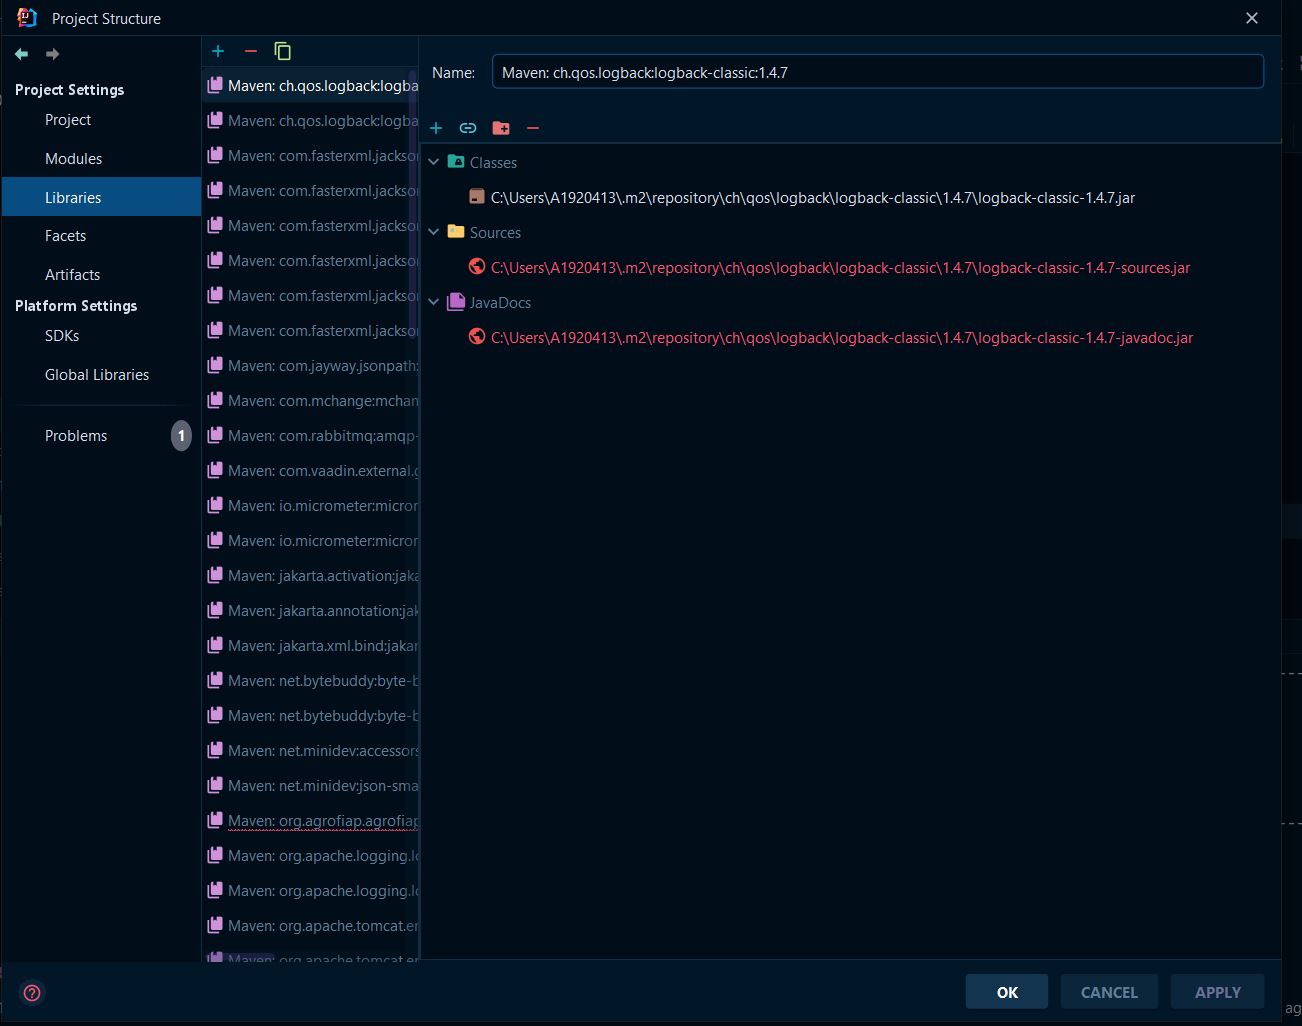 Project Structure
Project Settings
Project
Modules
Libraries
Facets
Artifacts
Platform Settings
SDKs
Global Libraries
Problems
1
Maven: ch.qos.logback:logba
Maven: ch.qos.logback:logba
Maven: com.fasterxml.jackso
Maven: com.fasterxml.jackso
Maven: com.fasterxml.jackso
Maven: com.fasterxml.jackso
Maven: com.fasterxml.jackso
Maven: com.fasterxml.jackso
Maven: com.jayway.jsonpath:
Maven: com.mchange:mchan
Maven: com.rabbitmq:amqp-
Maven: com.vaadin.external.g
Maven: io.micrometer:micror
Maven: io.micrometer:micror
Maven: jakarta.activation:jaka
Maven: jakarta.annotation:jak
Maven: jakarta.xml.bind:jakar
Maven: net.bytebuddy:byte-b
Maven: net.bytebuddy:byte-b
Maven: net.minidev:accessors
Maven: net.minidev:json-sma
Maven: org.agrofiap.agrofiap
Maven: org.apache.logging.lo
Maven: org.apache.logging.lo
Maven: org.apache.tomcat.er
Maven: org.apache.tomcat.er
Name:
Maven: ch.qos.logback:logback-classic:1.4.7
Classes
C:\Users\A1920413\.m2\repository\ch\qos\logback\logback-classic\1.4.7\logback-classic-1.4.7.jar
Sources
C:\Users\A1920413\.m2\repository\ch\qos\logback\logback-classic\1.4.7\logback-classic-1.4.7-sources.jar
JavaDocs
C:\Users\A1920413\.m2\repository\ch\qos\logback\logback-classic\1.4.7\logback-classic-1.4.7-javadoc.jar
OK
CANCEL
APPLY
ag